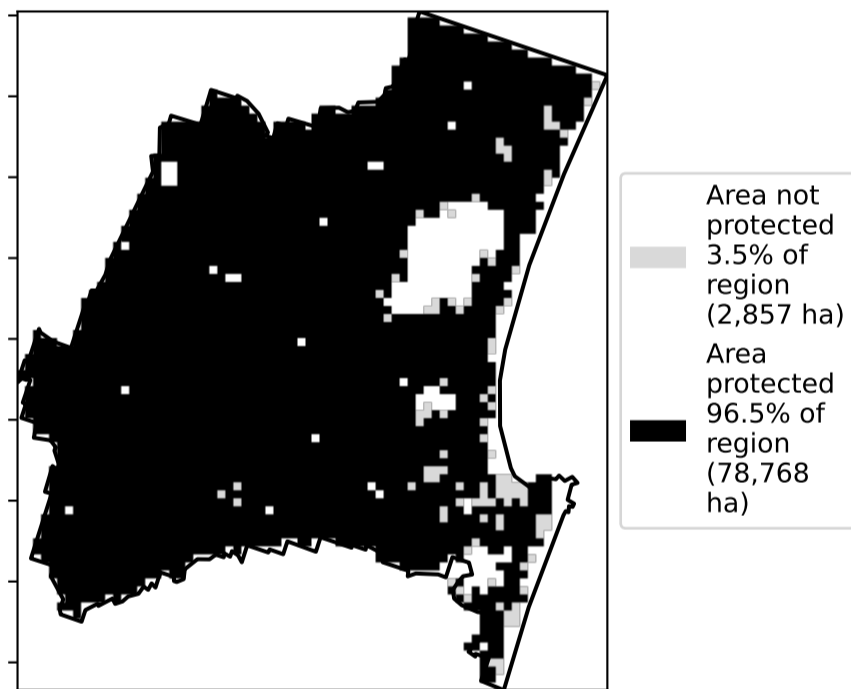 Area not
protected
3.5% of
region
(2,857 ha)
Area
protected
96.5% of
region
(78,768
ha)